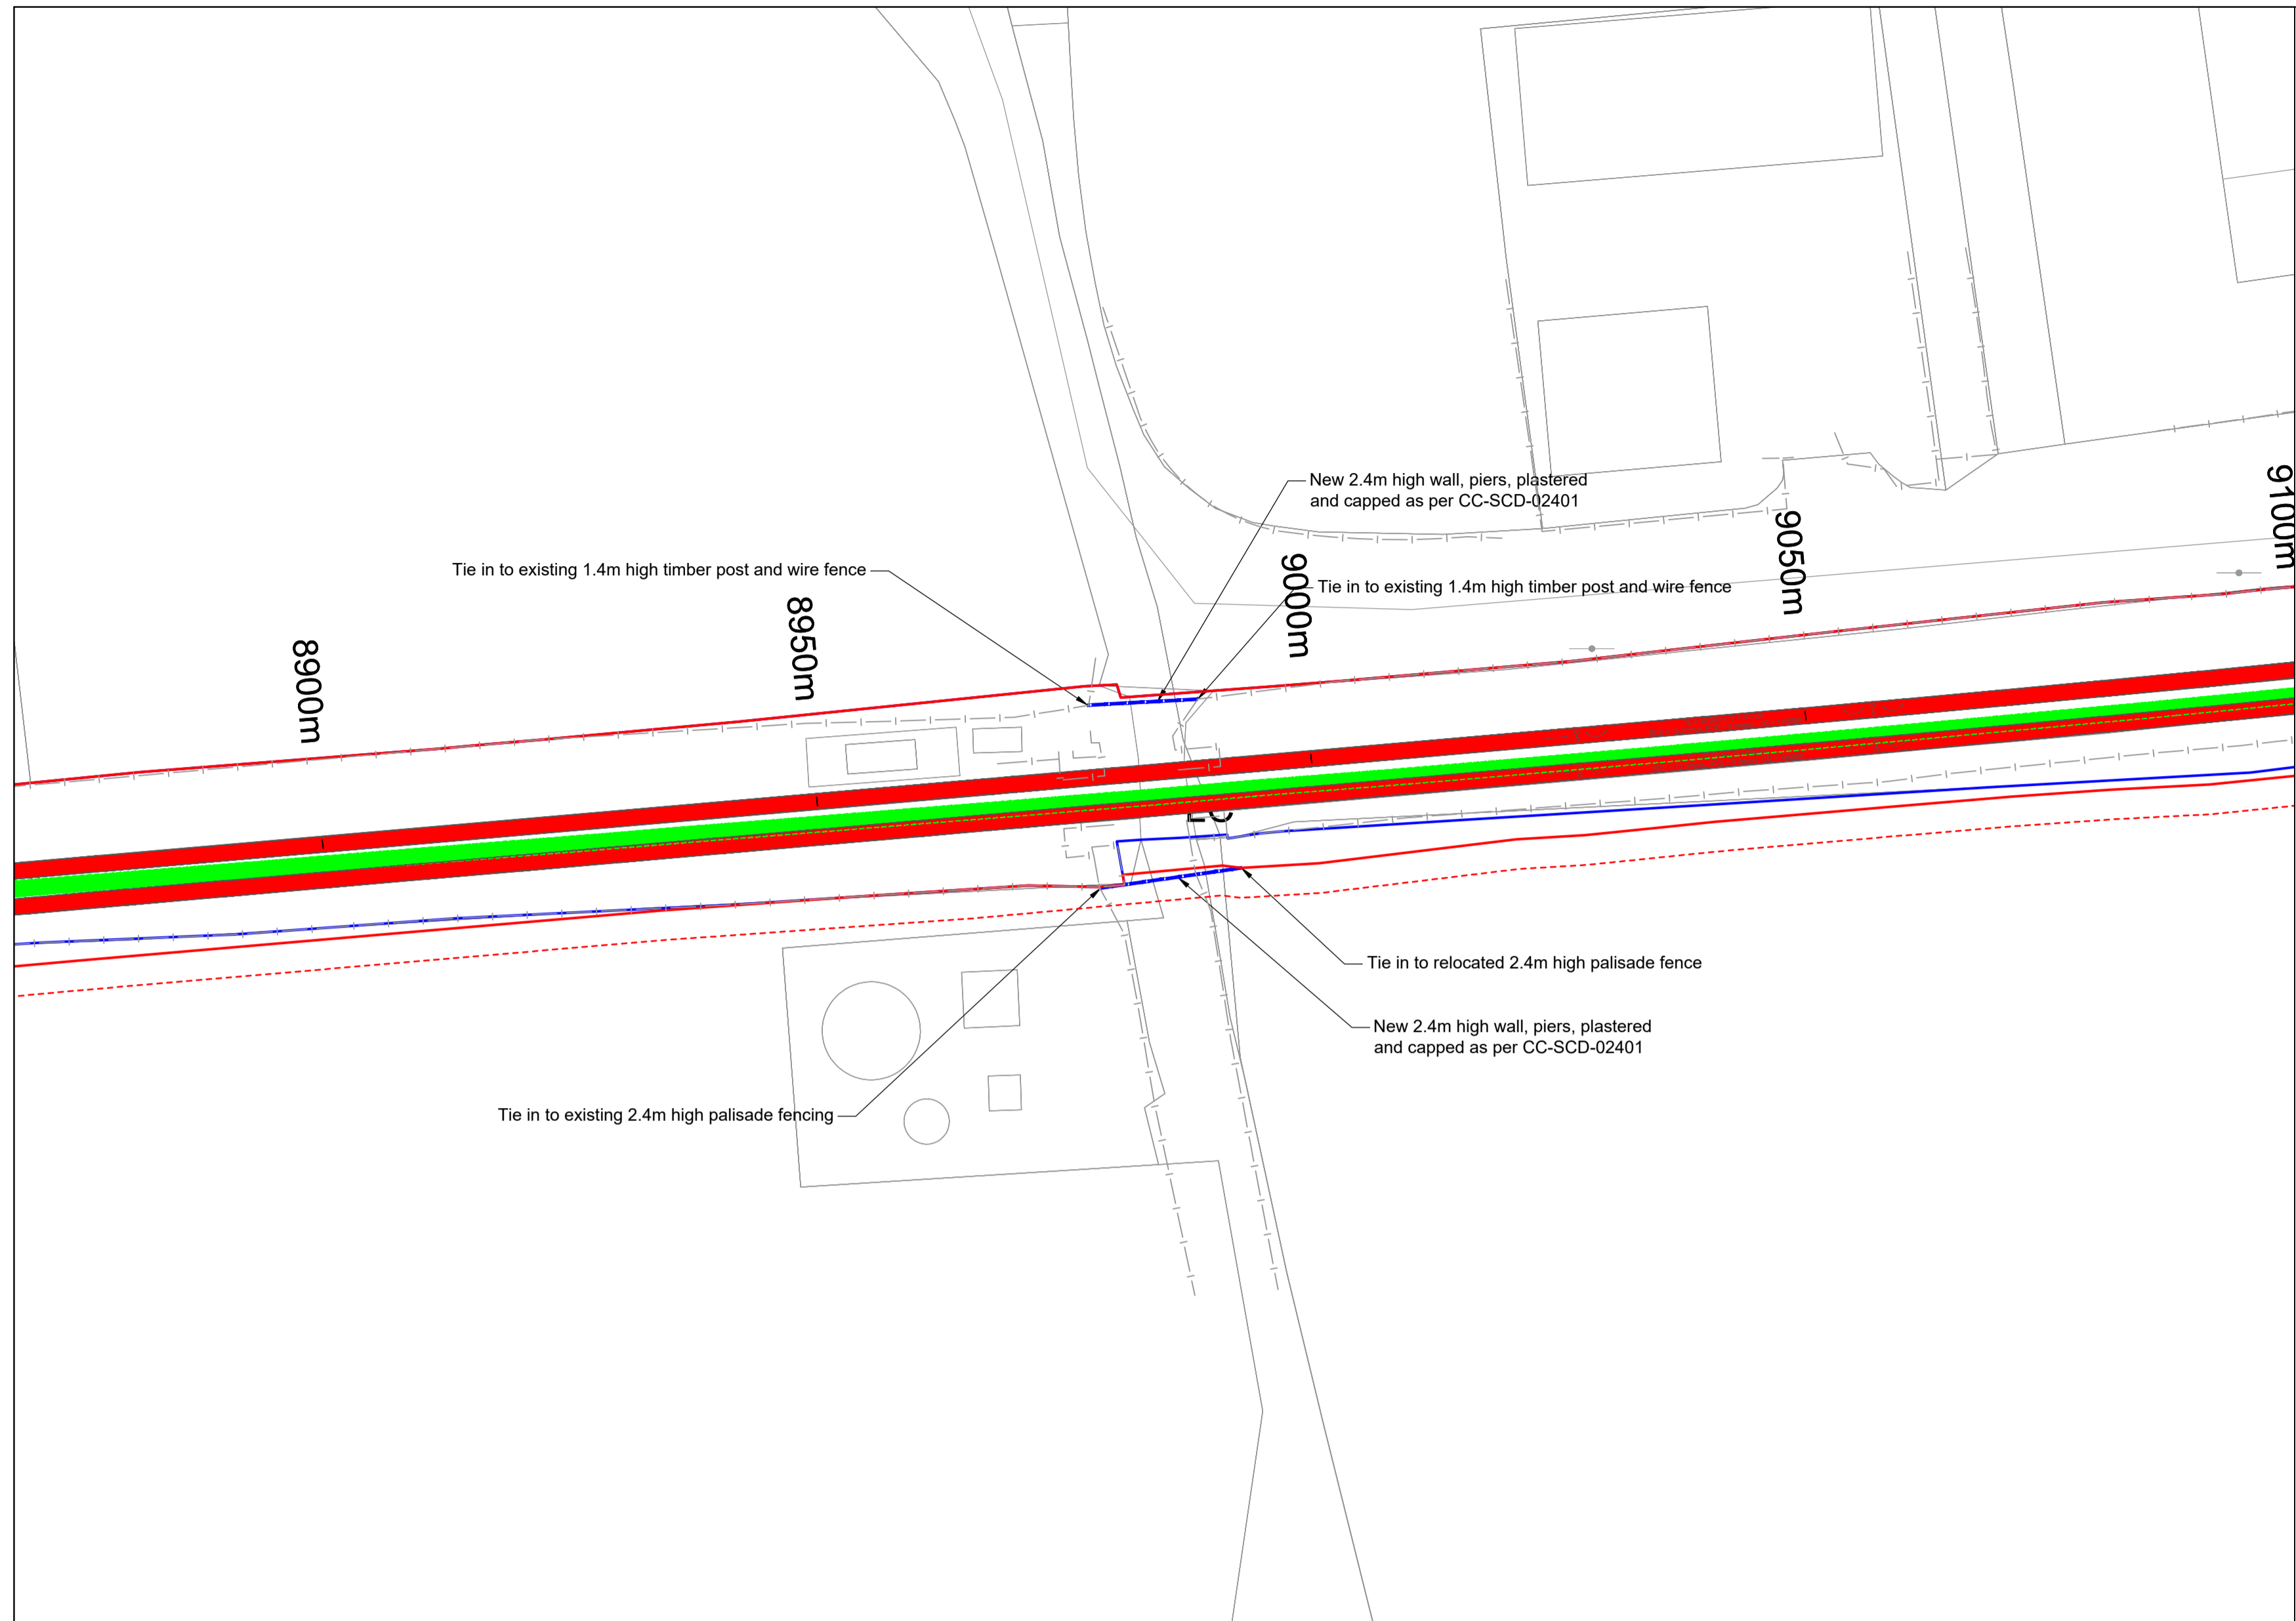 New 2.4m high wall, piers, plastered
and capped as per CC-SCD-02401
Tie in to existing 1.4m high timber post and wire fence
Tie in to existing 1.4m high timber post and wire fence
8900m
8950m
9000m
9050m
9100m
Tie in to relocated 2.4m high palisade fence
New 2.4m high wall, piers, plastered
and capped as per CC-SCD-02401
Tie in to existing 2.4m high palisade fencing